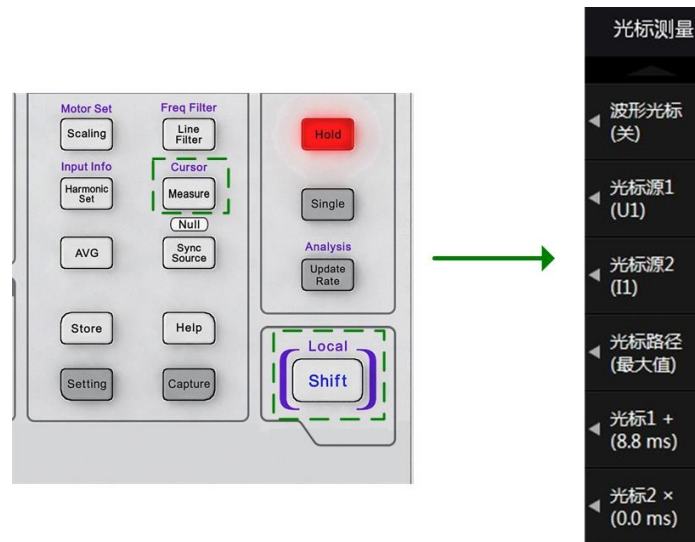 Motor Set
Freq Filter
Scaling
Line
Filter
Input Info
Cursor
Harmonic
Set
Measure
Null
AVG
Sync
Source
Store
Help
Setting
Capture
Hold
Single
Analysis
Update
Rate
Local
Shift
光标测量
波形光标
(关)
光标源1
(U1)
光标源2
(I1)
光标路径
(最大值)
光标1 +
(8.8 ms)
光标2 ×
(0.0 ms)